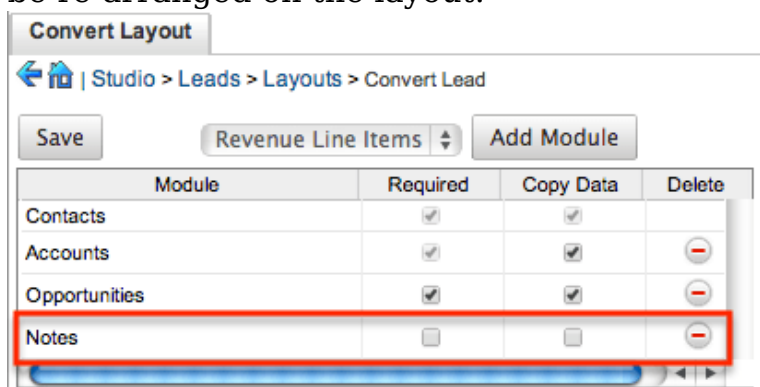 be re-arranged on the layout.
Convert Layout
| Studio > Leads > Layouts > Convert Lead
Save Revenue Line Items Add Module
Module Required Copy Data Delete
Contacts
Accounts
Opportunities
Notes